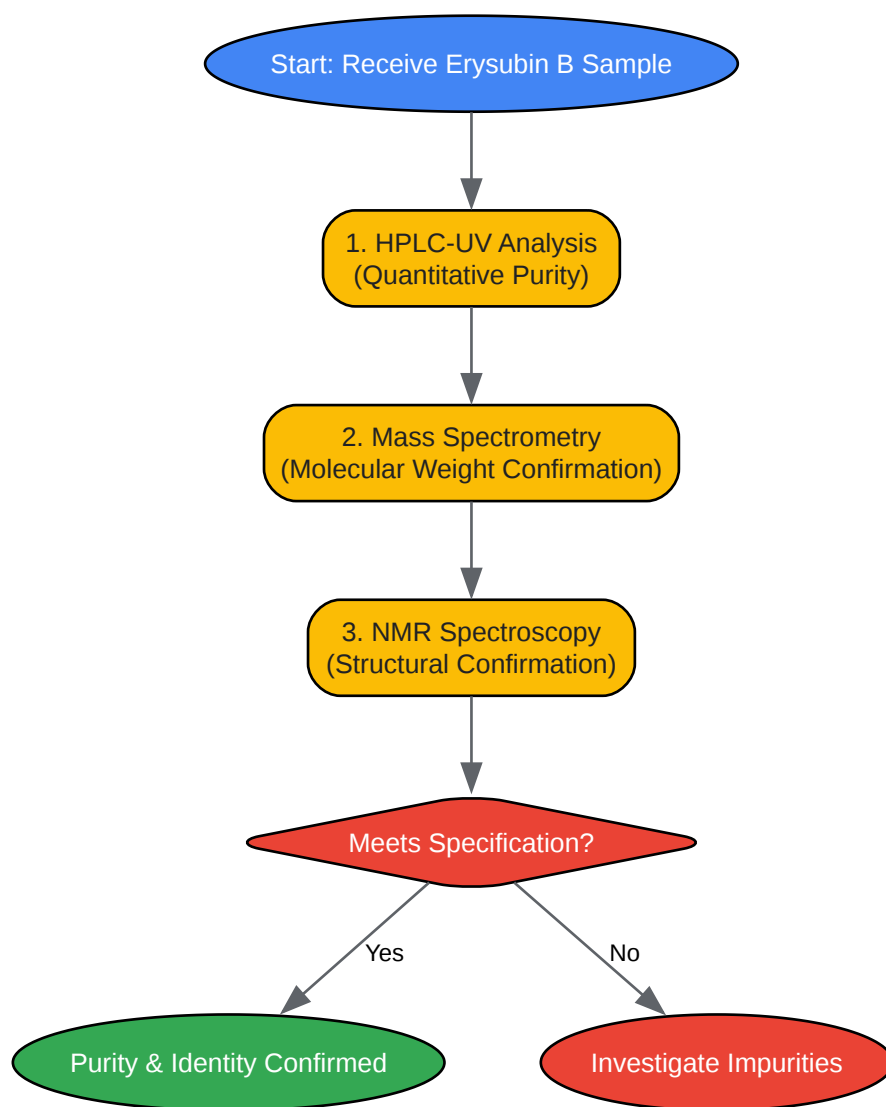 Start: Receive Erysubin B Sample
1. HPLC-UV Analysis
(Quantitative Purity)
2. Mass Spectrometry
(Molecular Weight Confirmation)
3. NMR Spectroscopy
(Structural Confirmation)
Meets Specification?
Yes
No
Purity & Identity Confirmed
Investigate Impurities